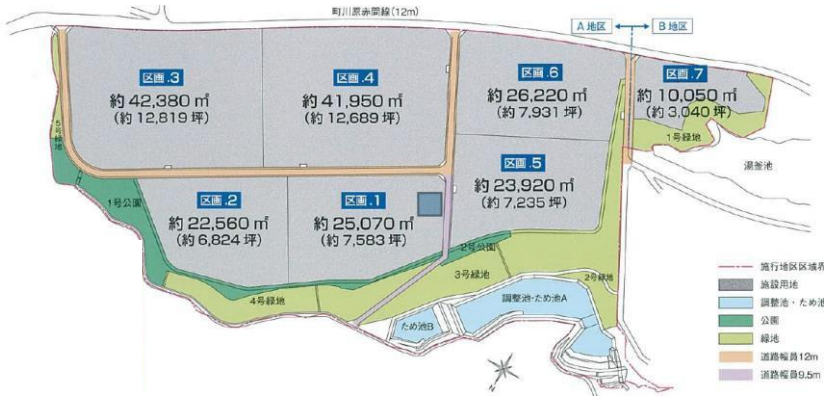 町川原赤間線(12m)
A地区
B地区
区画.3
約42,380㎡
(約12,819坪)
区画.4
約41,950㎡
(約12,689坪)
区画.6
約26,220㎡
(約7,931坪)
区画.7
約10,050㎡
(約3,040坪)
5号緑地
1号緑地
湯釜池
区画.5
約23,920㎡
(約7,235坪)
1号公園
区画.2
約22,560㎡
(約6,824坪)
区画.1
約25,070㎡
(約7,583坪)
2号公園
3号緑地
4号緑地
2号緑地
調整池・ため池A
ため池B
N
施行地区区域界
施設用地
調整池・ため池
公園
緑地
道路幅員12m
道路幅員9.5m